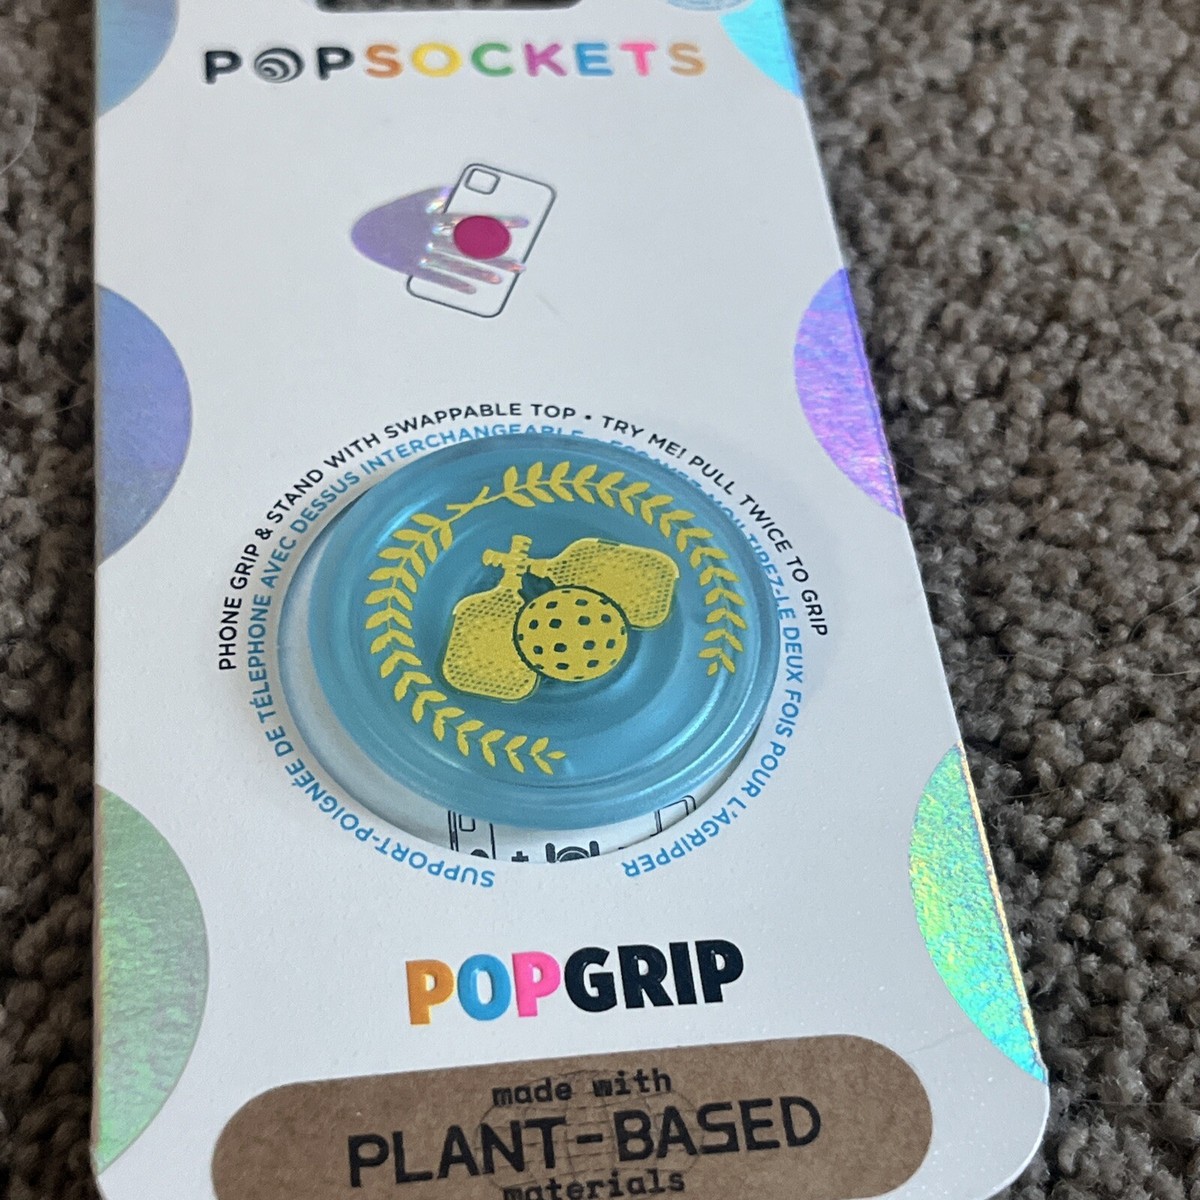 POPSOCKETS
PHONE GRIP & STAND WITH SWAPPABLE TOP • TRY ME! PULL TWICE TO GRIP
SUPPORT-POIGNÉE DE TÉLÉPHONE AVEC DESSUS INTERCHANGEABLE • TIREZ-LE DEUX FOIS POUR L'AGRIPPER
POPGRIP
made with
PLANT-BASED
materials